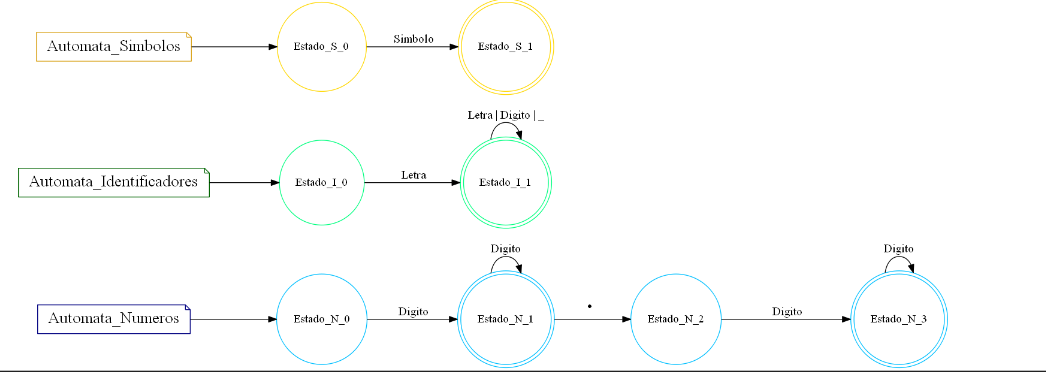 Automata_Simbolos
Estado_S_0
Simbolo
Estado_S_1
Automata_Identificadores
Estado_I_0
Letra
Letra | Digito | _
Estado_I_1
Automata_Numeros
Estado_N_0
Digito
Digito
Estado_N_1
.
Estado_N_2
Digito
Digito
Estado_N_3